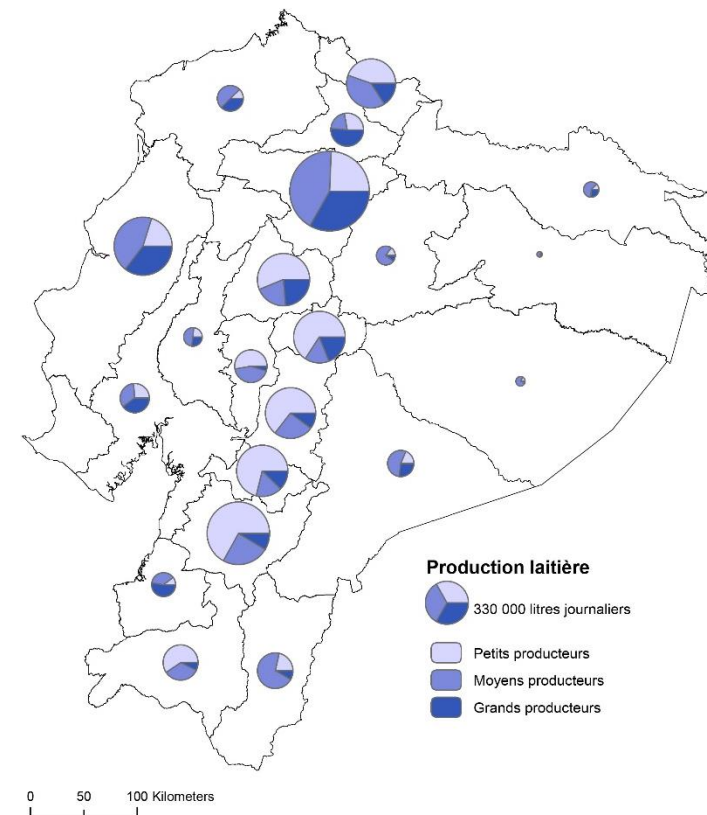 Production laitière
330 000 litres journaliers
Petits producteurs
Moyens producteurs
Grands producteurs
0 50 100 Kilometers